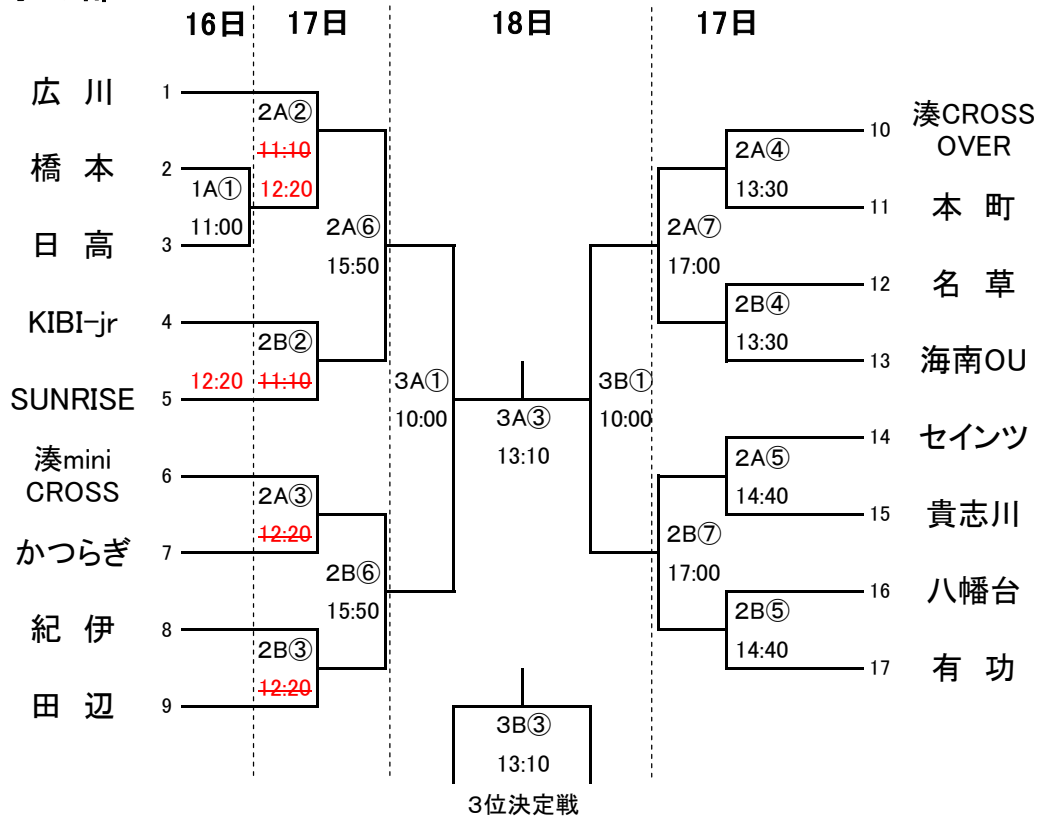 16日 17日 18日 17日
広 川 1
2A②
11:10
12:20
橋 本 2
1A①
11:00
日 高 3
2A⑥
15:50
KIBI-jr 4
2B②
11:10
12:20
SUNRISE 5
3A①
10:00
湊mini
CROSS
6
2A③
12:20
かつらぎ 7
2B⑥
15:50
紀 伊 8
2B③
12:20
田 辺 9
3A③
13:10
3B③
13:10
3位決定戦
3B①
10:00
10 湊CROSS
OVER
2A④
13:30
11 本 町
2A⑦
17:00
12 名 草
2B④
13:30
13 海南OU
14 セインツ
2A⑤
14:40
15 貴志川
2B⑦
17:00
16 八幡台
2B⑤
14:40
17 有 功